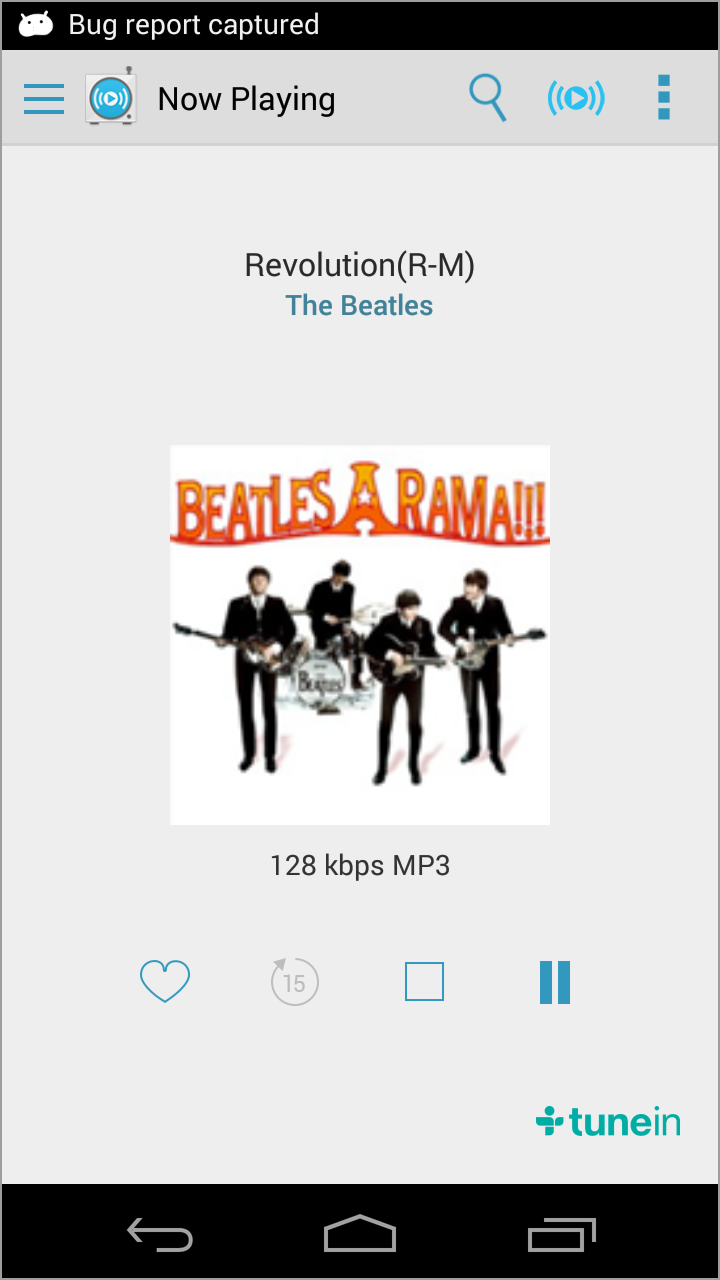 Bug report captured
Now Playing
Revolution(R-M)
The Beatles
BEATLES A RAMA!!!
BEATLES
128 kbps MP3
15
tunein